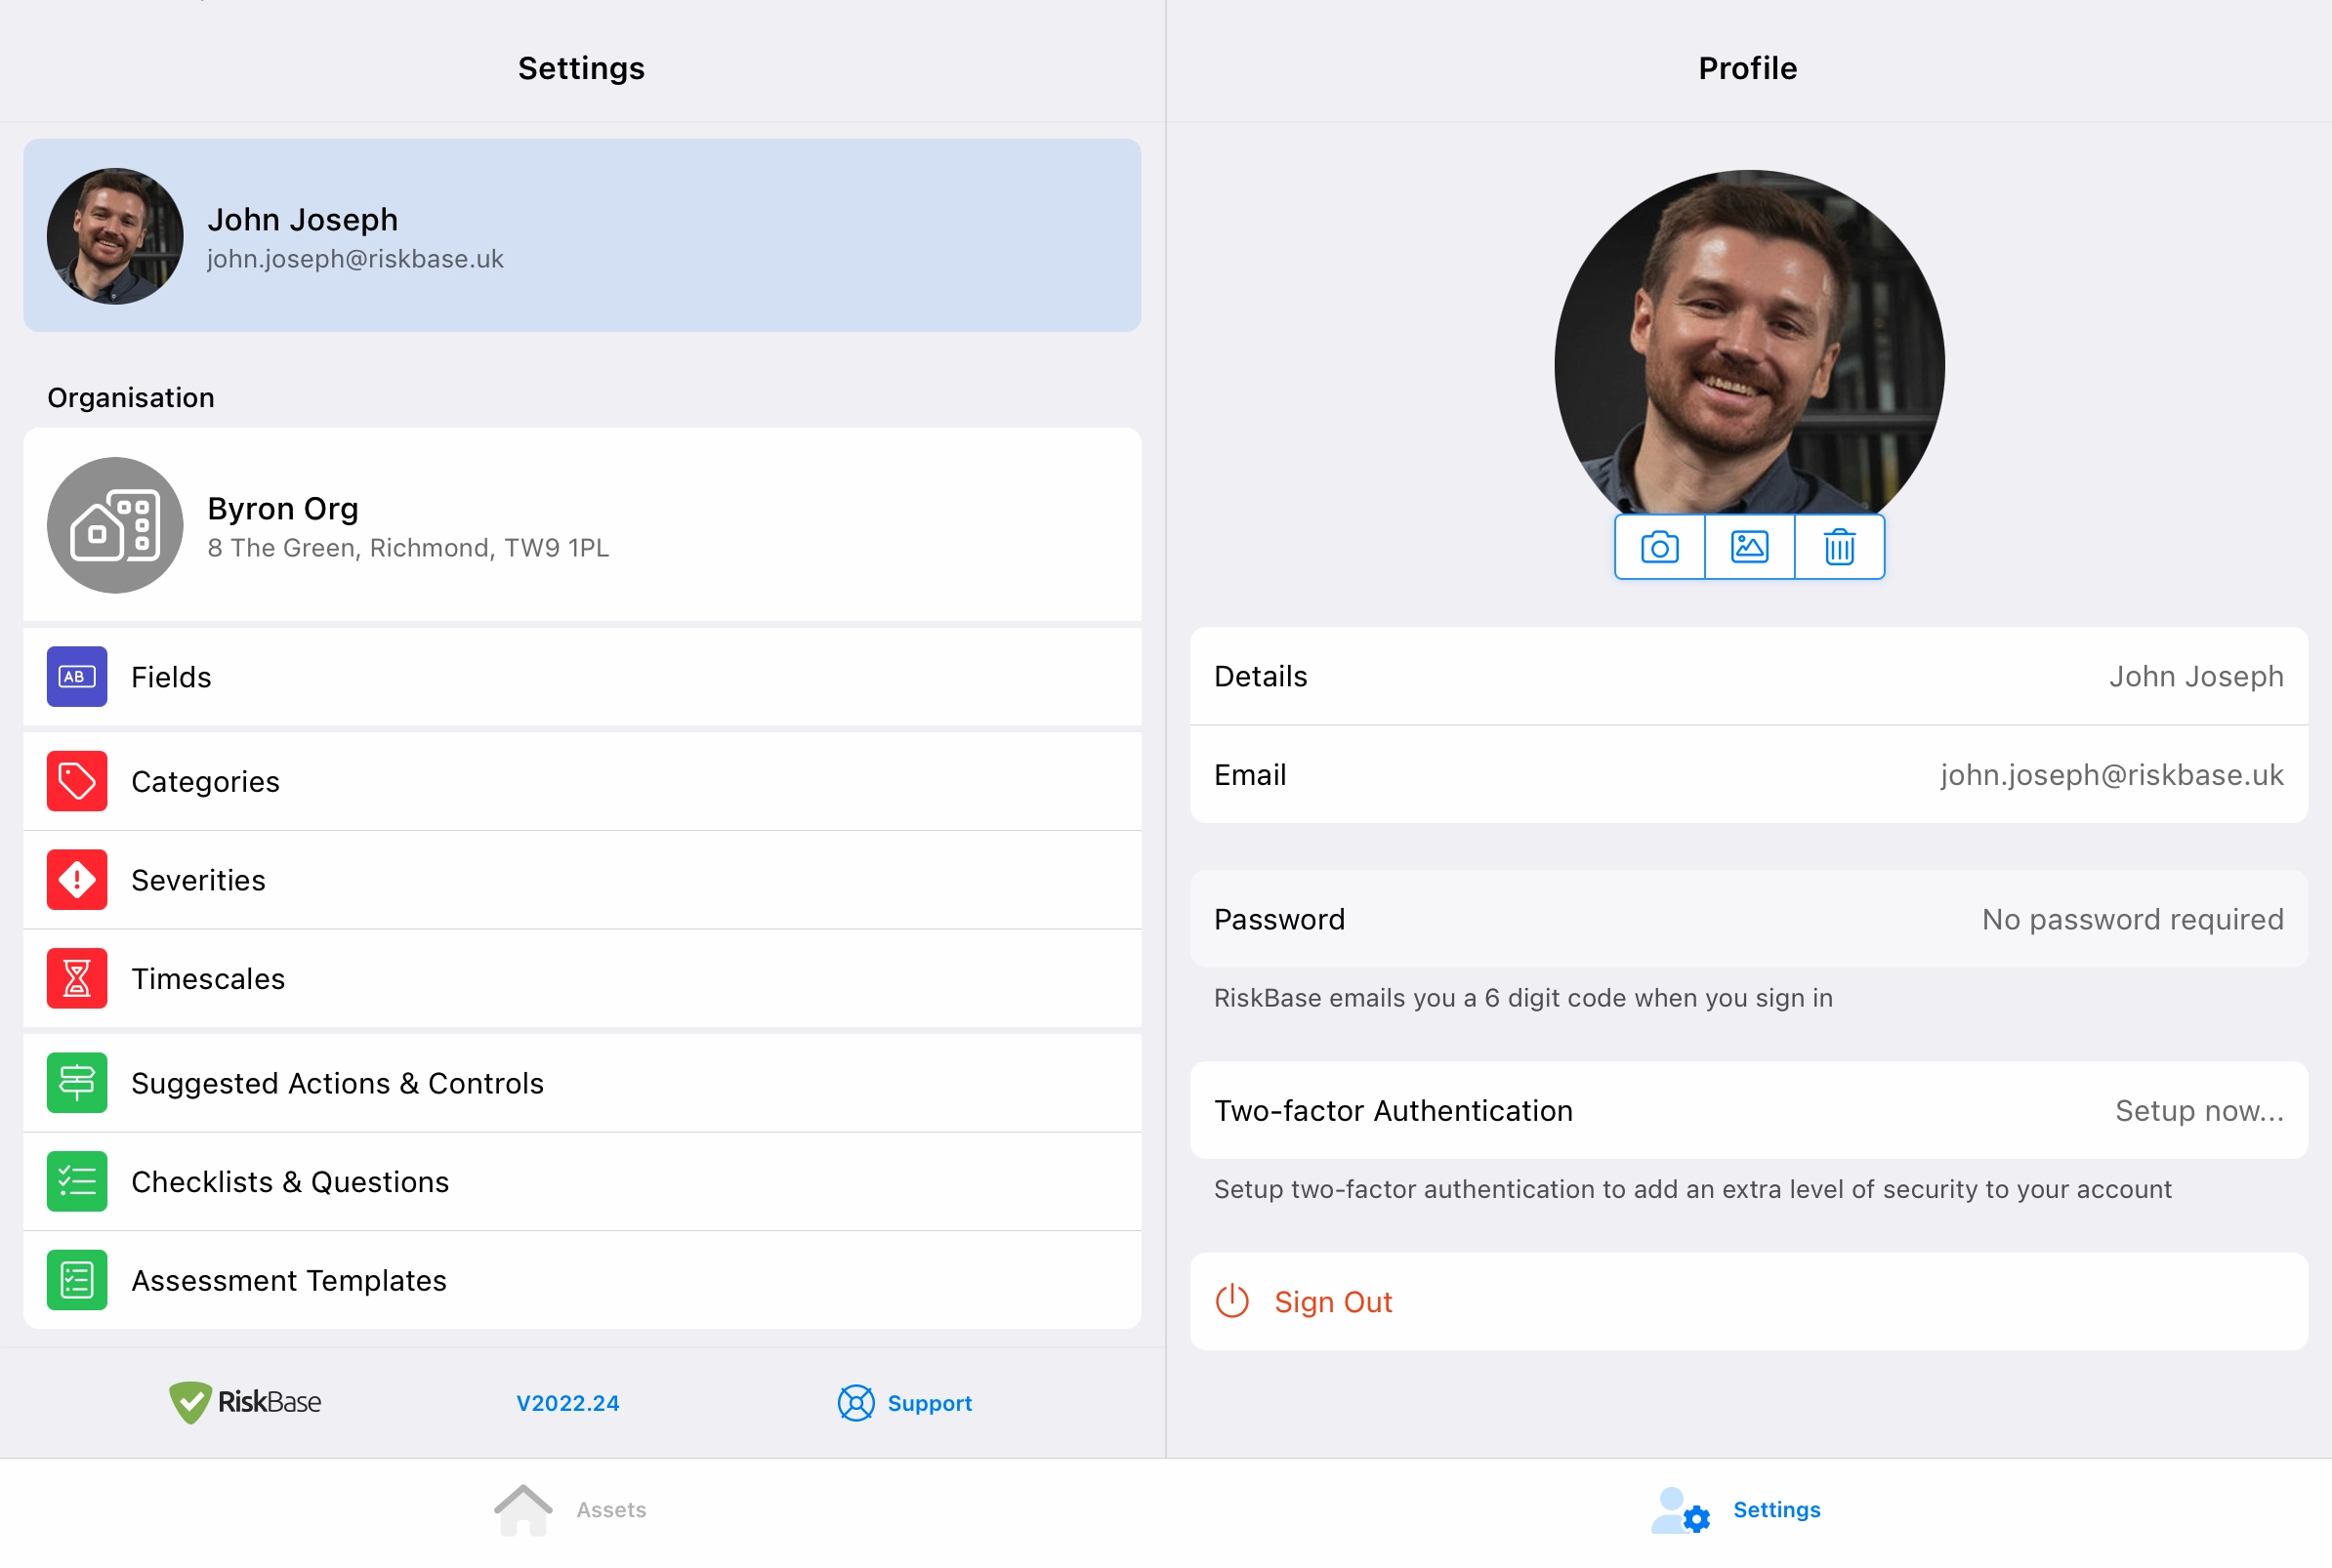 Settings
John Joseph
john.joseph@riskbase.uk
Organisation
Byron Org
8 The Green, Richmond, TW9 1PL
AB
Fields
Categories
Severities
Timescales
Suggested Actions & Controls
Checklists & Questions
Assessment Templates
RiskBase
V2022.24
Support
Profile
Details
John Joseph
Email
john.joseph@riskbase.uk
Password
No password required
RiskBase emails you a 6 digit code when you sign in
Two-factor Authentication
Setup now...
Setup two-factor authentication to add an extra level of security to your account
Sign Out
Assets
Settings